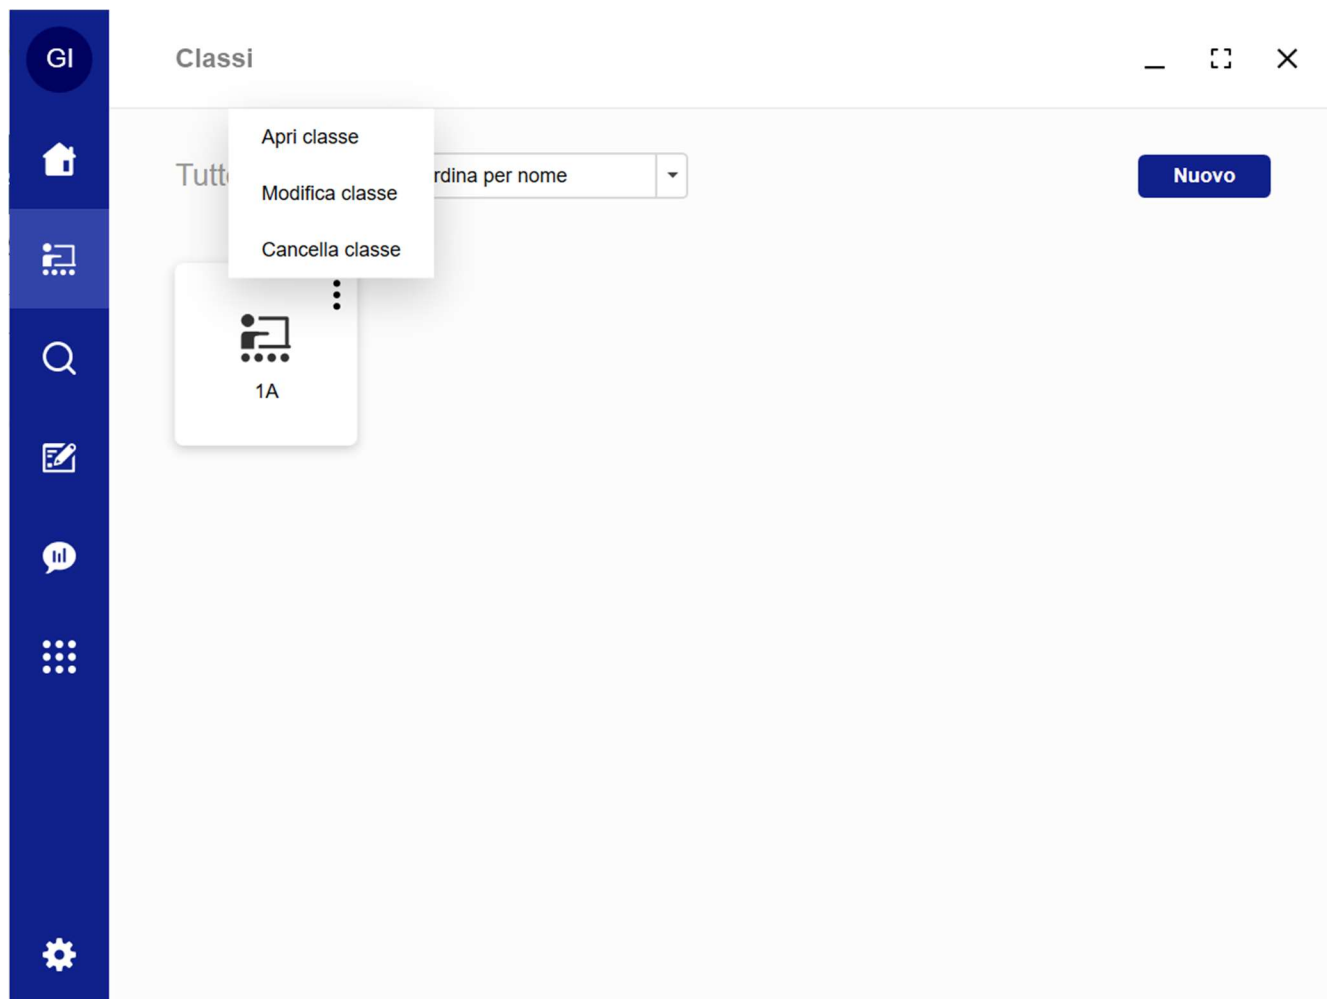 GI
Classi
Apri classe
Modifica classe
Cancella classe
Tutt
rdina per nome
Nuovo
1A